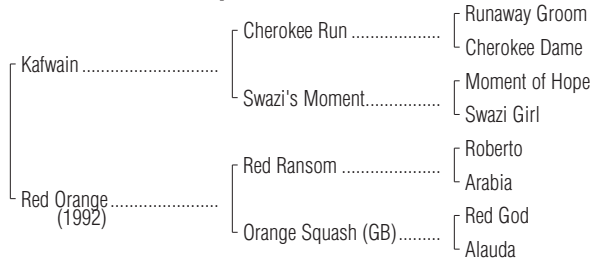 Runaway Groom
Cherokee Run ...................
Cherokee Dame
Kafwain .............................
Moment of Hope
Swazi's Moment................
Swazi Girl
Roberto
Red Ransom .....................
Arabia
Red Orange.......................
(1992)
Red God
Orange Squash (GB).........
Alauda